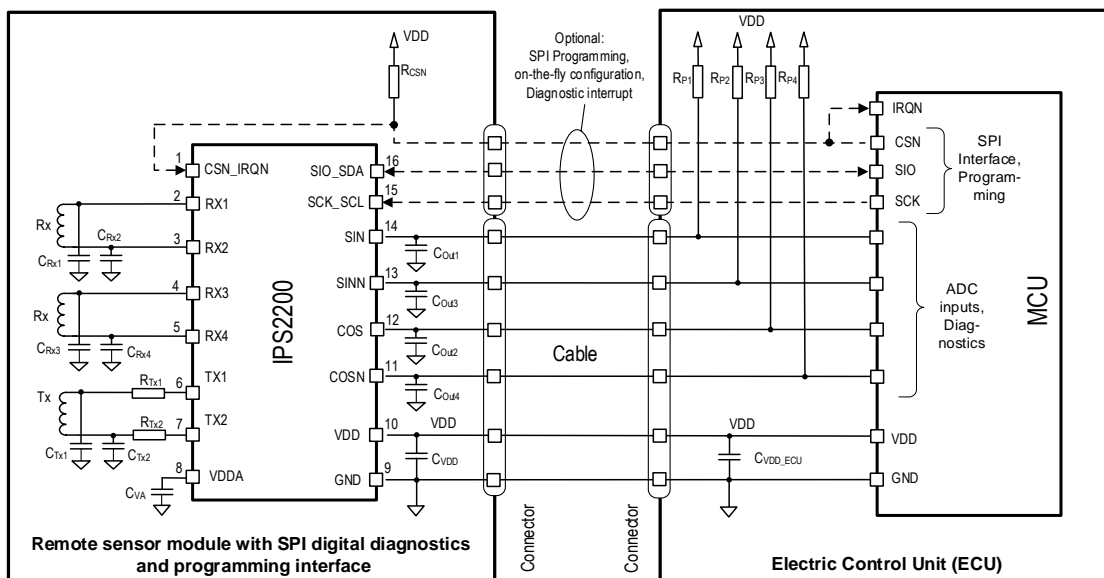 VDD
Optional:
SPI Programming,
on-the-fly configuration,
Diagnostic interrupt
VDD
RCSN
RP1
RP2
RP3
RP4
IRQN
CSN
SIO
SCK
SPI
Interface,
Program-
ming
1
CSN_IRQN
SIO_SDA
16
SCK_SCL
15
2
RX1
SIN
14
Rx
CRx2
CRx1
3
RX2
COut1
SINN
13
COut3
4
RX3
Rx
COS
12
COut2
5
RX4
CRx3
CRx4
IPS2200
Cable
ADC
inputs,
Diag-
nostics
MCU
TX1
6
RTx1
Tx
COSN
11
COut4
TX2
7
RTx2
CTx1
CTx2
VDD
10
VDD
VDD
VDD
CVDD
CVDD_ECU
8
VDDA
CVA
GND
9
GND
Connector
Connector
Remote sensor module with SPI digital diagnostics
and programming interface
Electric Control Unit (ECU)